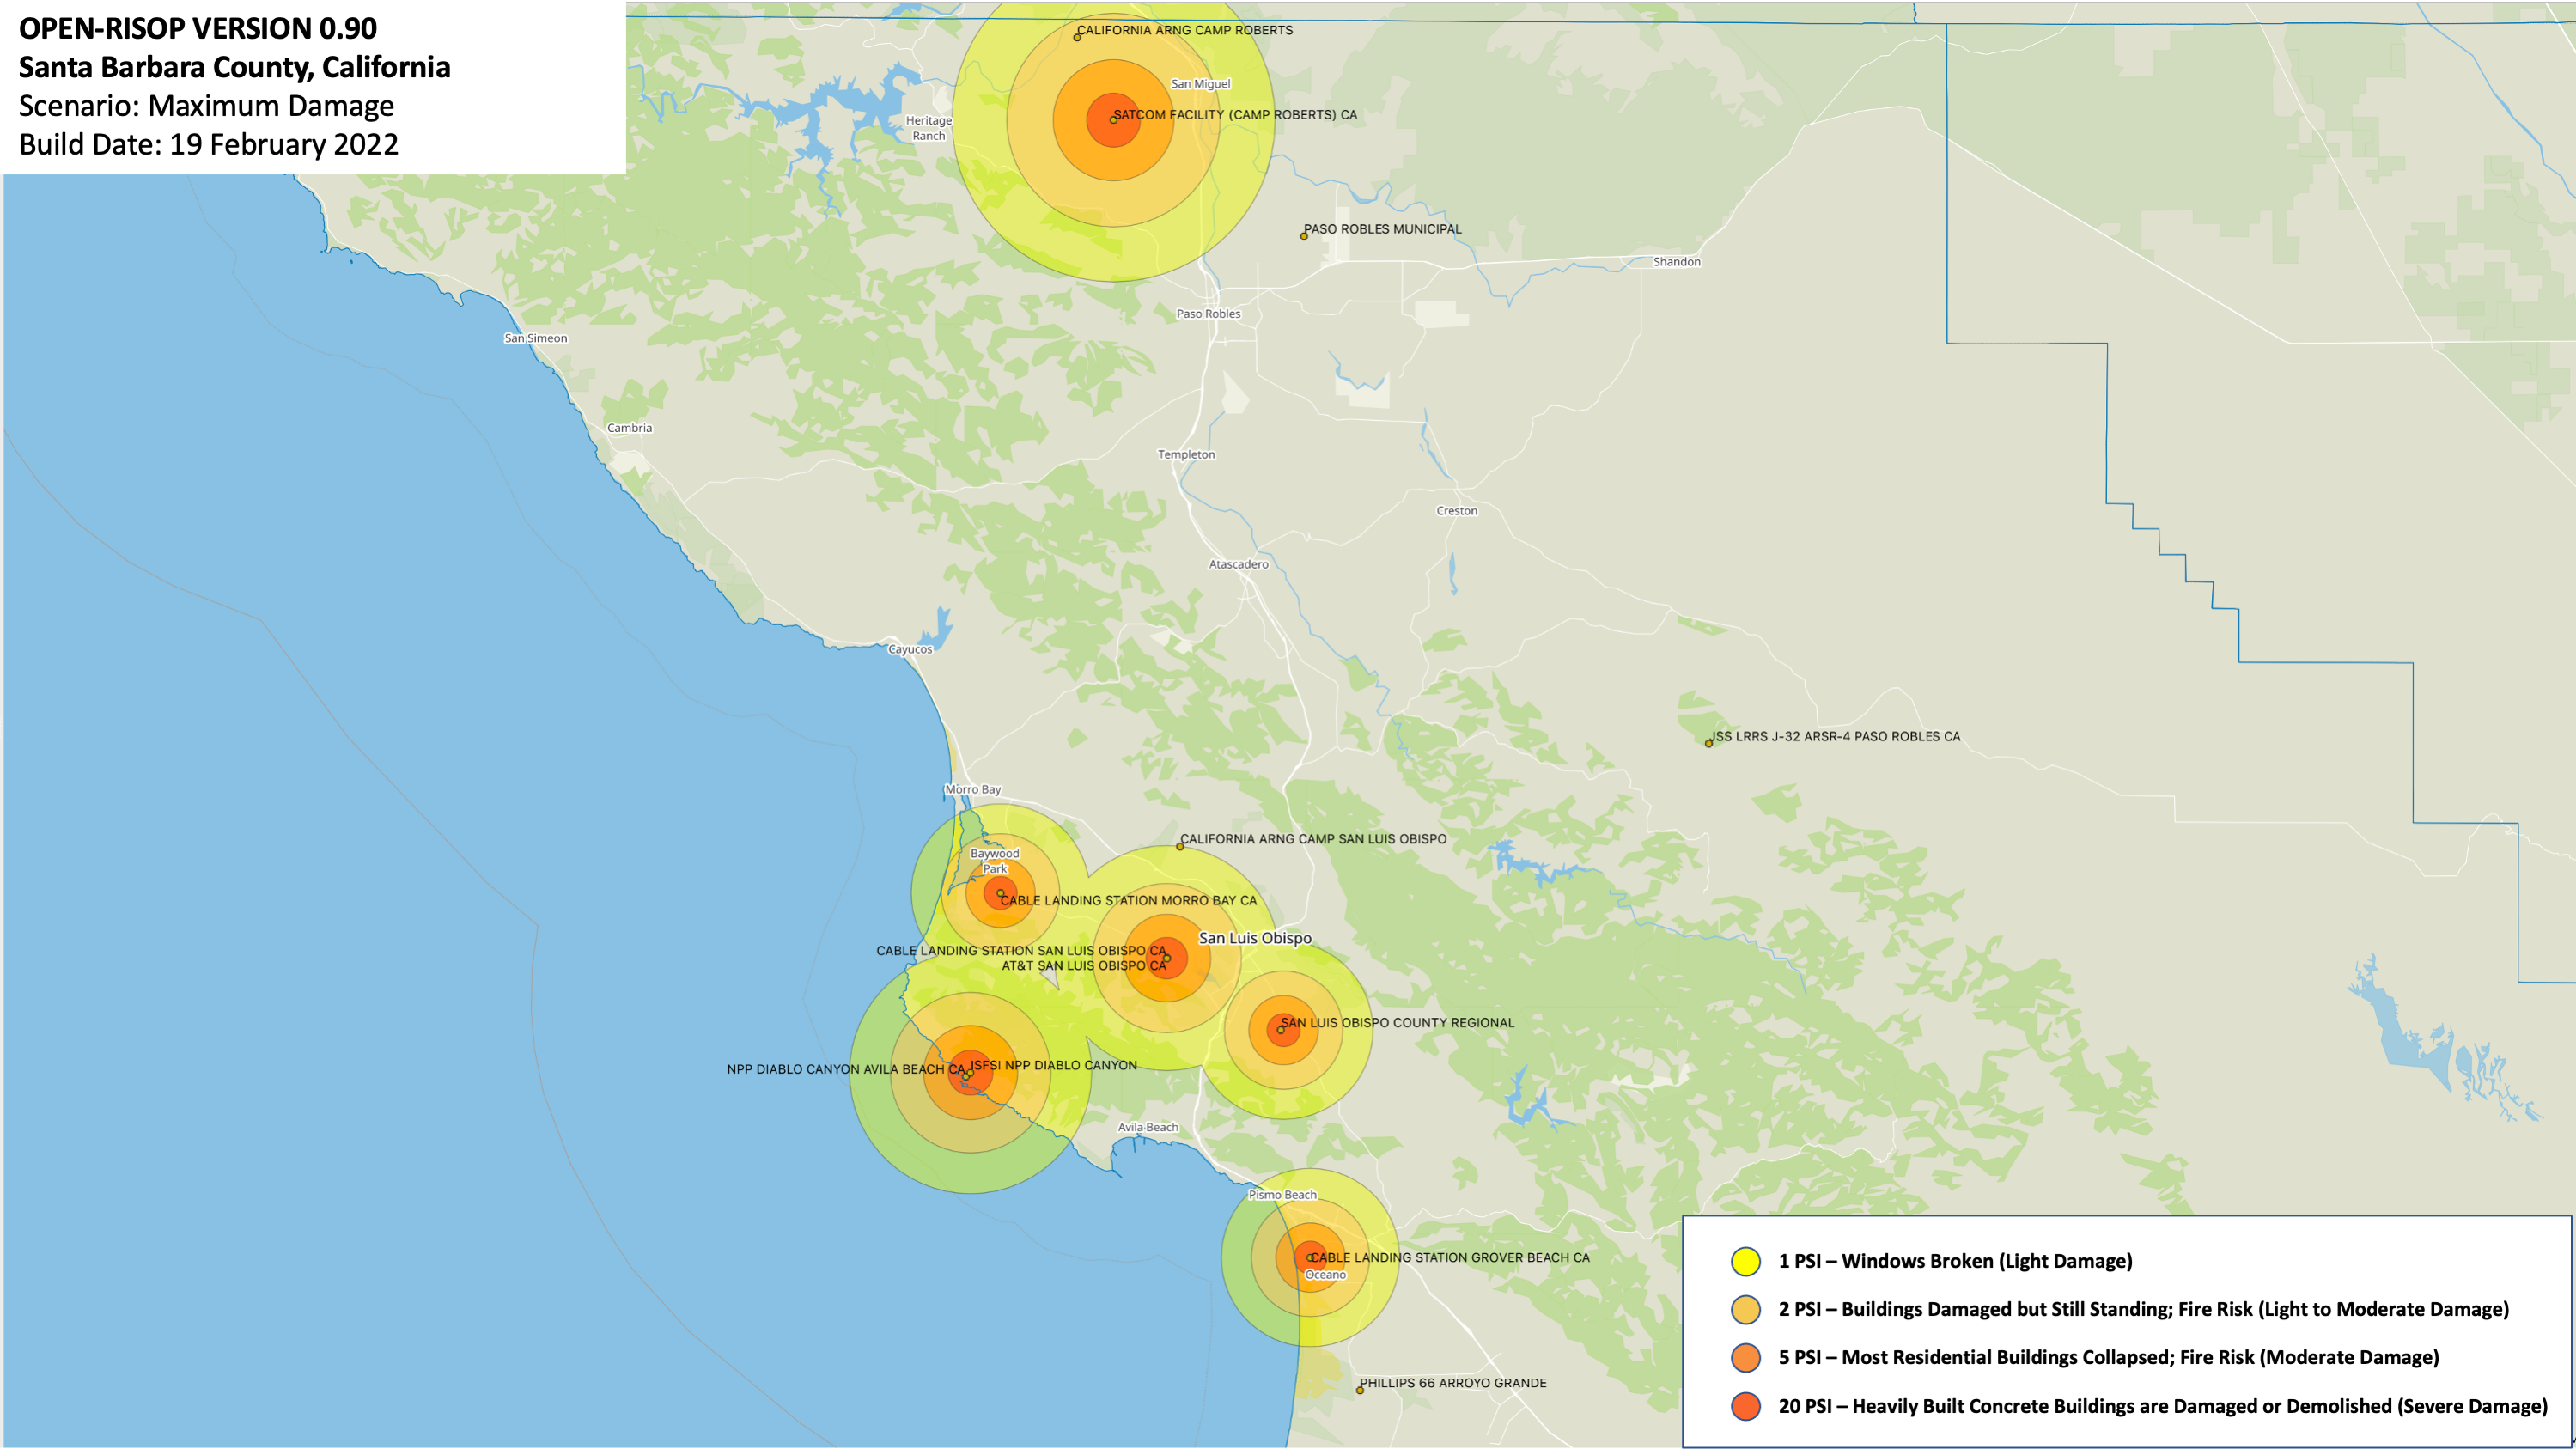 OPEN-RISOP VERSION 0.90
Santa Barbara County, California
Scenario: Maximum Damage
Build Date: 19 February 2022
CALIFORNIA ARNG CAMP ROBERTS
San Miguel
SATCOM FACILITY (CAMP ROBERTS) CA
Heritage
Ranch
PASO ROBLES MUNICIPAL
Shandon
Paso Robles
San Simeon
Cambria
Templeton
Creston
Atascadero
Cayucos
JSS LRRS J-32 ARSR-4 PASO ROBLES CA
Morro Bay
CALIFORNIA ARNG CAMP SAN LUIS OBISPO
Baywood
Park
CABLE LANDING STATION MORRO BAY CA
San Luis Obispo
CABLE LANDING STATION SAN LUIS OBISPO CA
AT&T SAN LUIS OBISPO CA
SAN LUIS OBISPO COUNTY REGIONAL
NPP DIABLO CANYON AVILA BEACH CA
ISFSI NPP DIABLO CANYON
Avila Beach
Pismo Beach
CABLE LANDING STATION GROVER BEACH CA
Oceano
PHILLIPS 66 ARROYO GRANDE
1 PSI – Windows Broken (Light Damage)
2 PSI – Buildings Damaged but Still Standing; Fire Risk (Light to Moderate Damage)
5 PSI – Most Residential Buildings Collapsed; Fire Risk (Moderate Damage)
20 PSI – Heavily Built Concrete Buildings are Damaged or Demolished (Severe Damage)